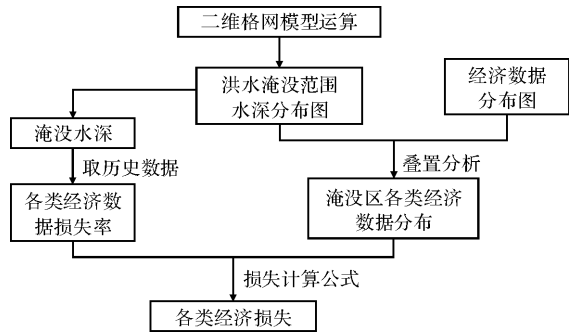 二维格网模型运算
洪水淹没范围
水深分布图
经济数据
分布图
淹没水深
取历史数据
叠置分析
各类经济数
据损失率
淹没区各类经济
数据分布
损失计算公式
各类经济损失